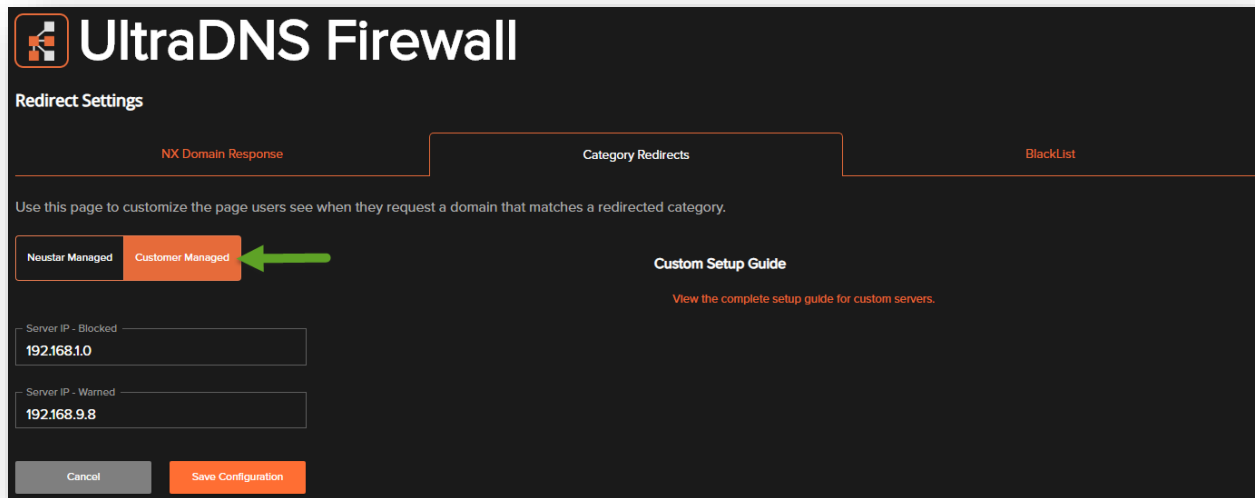 UltraDNS Firewall
Redirect Settings
NX Domain Response
Category Redirects
BlackList
Use this page to customize the page users see when they request a domain that matches a redirected category.
Neustar Managed
Customer Managed
Custom Setup Guide
View the complete setup guide for custom servers.
Server IP - Blocked
192.168.1.0
Server IP - Warned
192.168.9.8
Cancel
Save Configuration